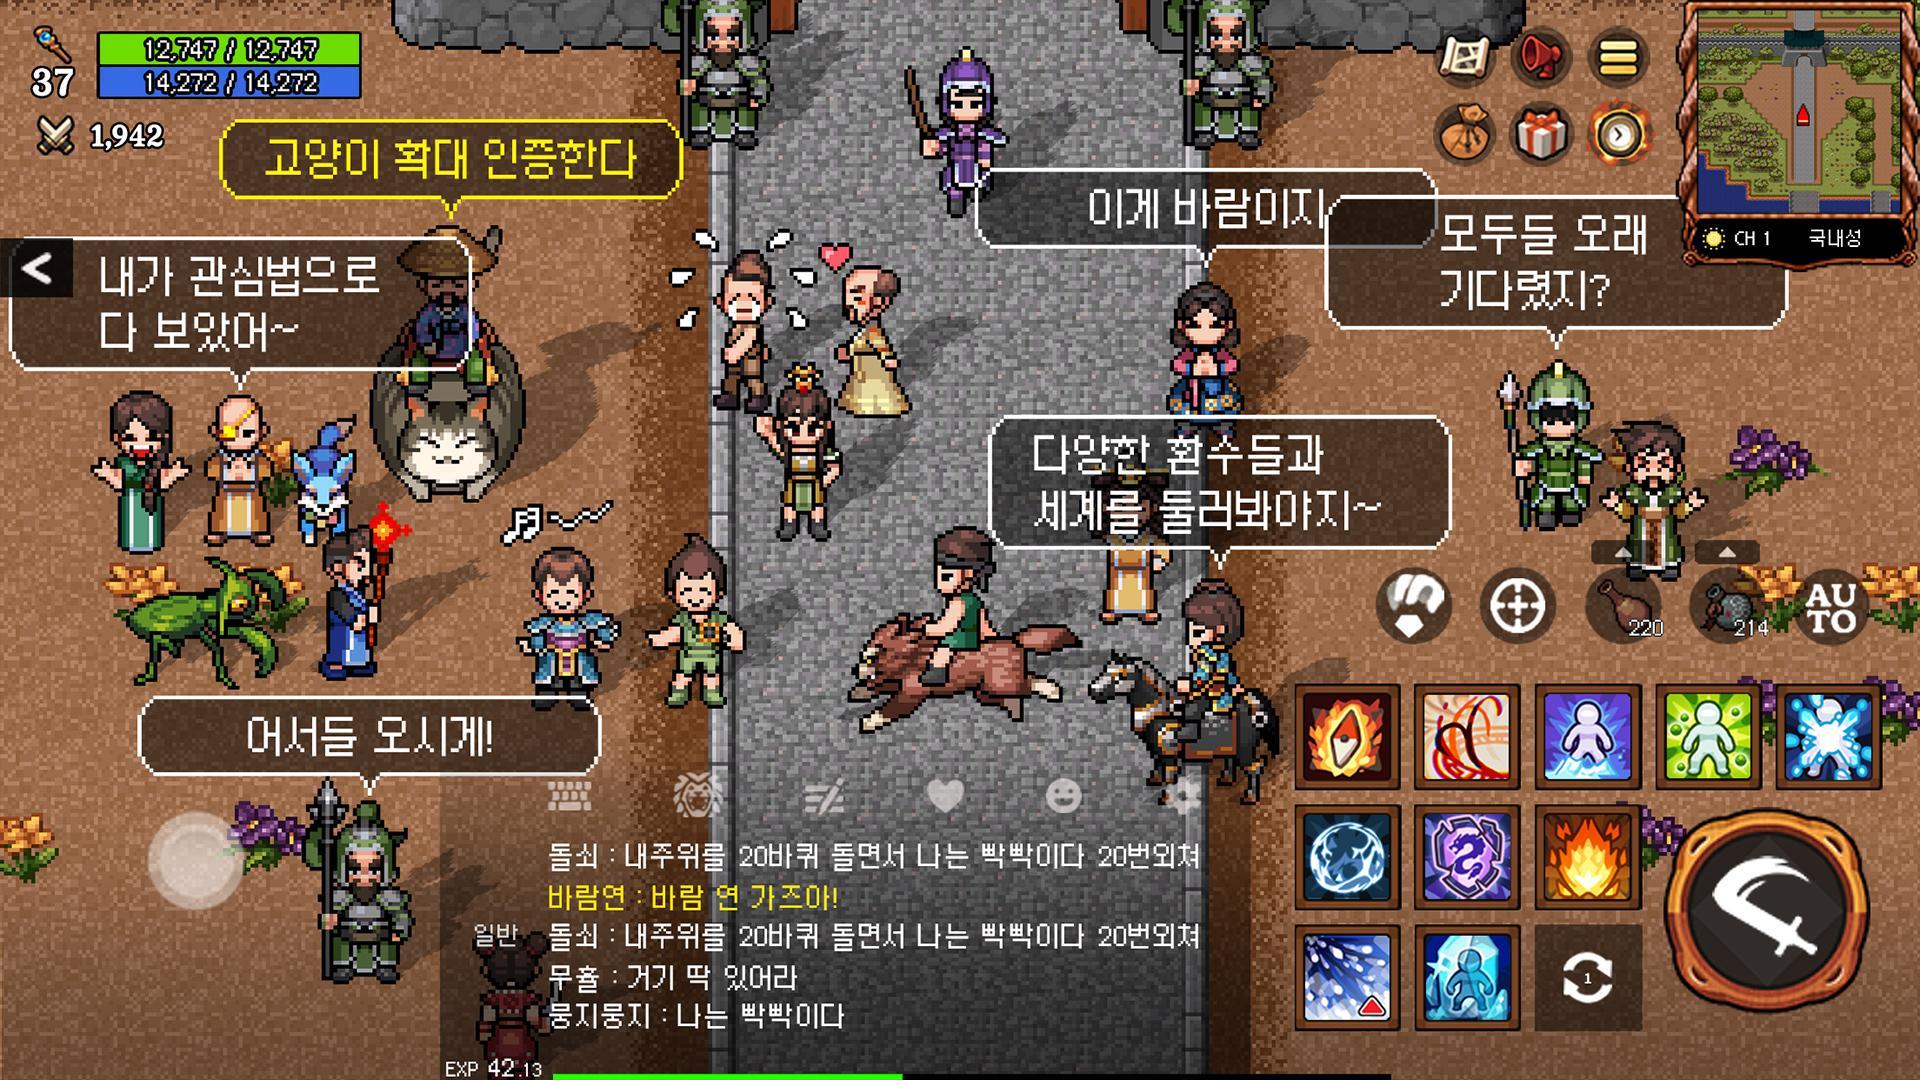 12,747 / 12,747
14,272 / 14,272
37
1,942
고양이 확대 인증한다
이게 바람이지
모두들 오래
기다렸지?
CH 1 국내성
내가 관심법으로
다 보았어~
다양한 환수들과
세계를 둘러봐야지~
220
214
AU
TO
어서들 오시게!
돌쇠 : 내주위를 20바퀴 돌면서 나는 빡빡이다 20번외쳐
바람연 : 바람 연 가즈아!
일반
돌쇠 : 내주위를 20바퀴 돌면서 나는 빡빡이다 20번외쳐
무휼 : 거기 딱 있어라
뭉지뭉지 : 나는 빡빡이다
1
EXP 42.13